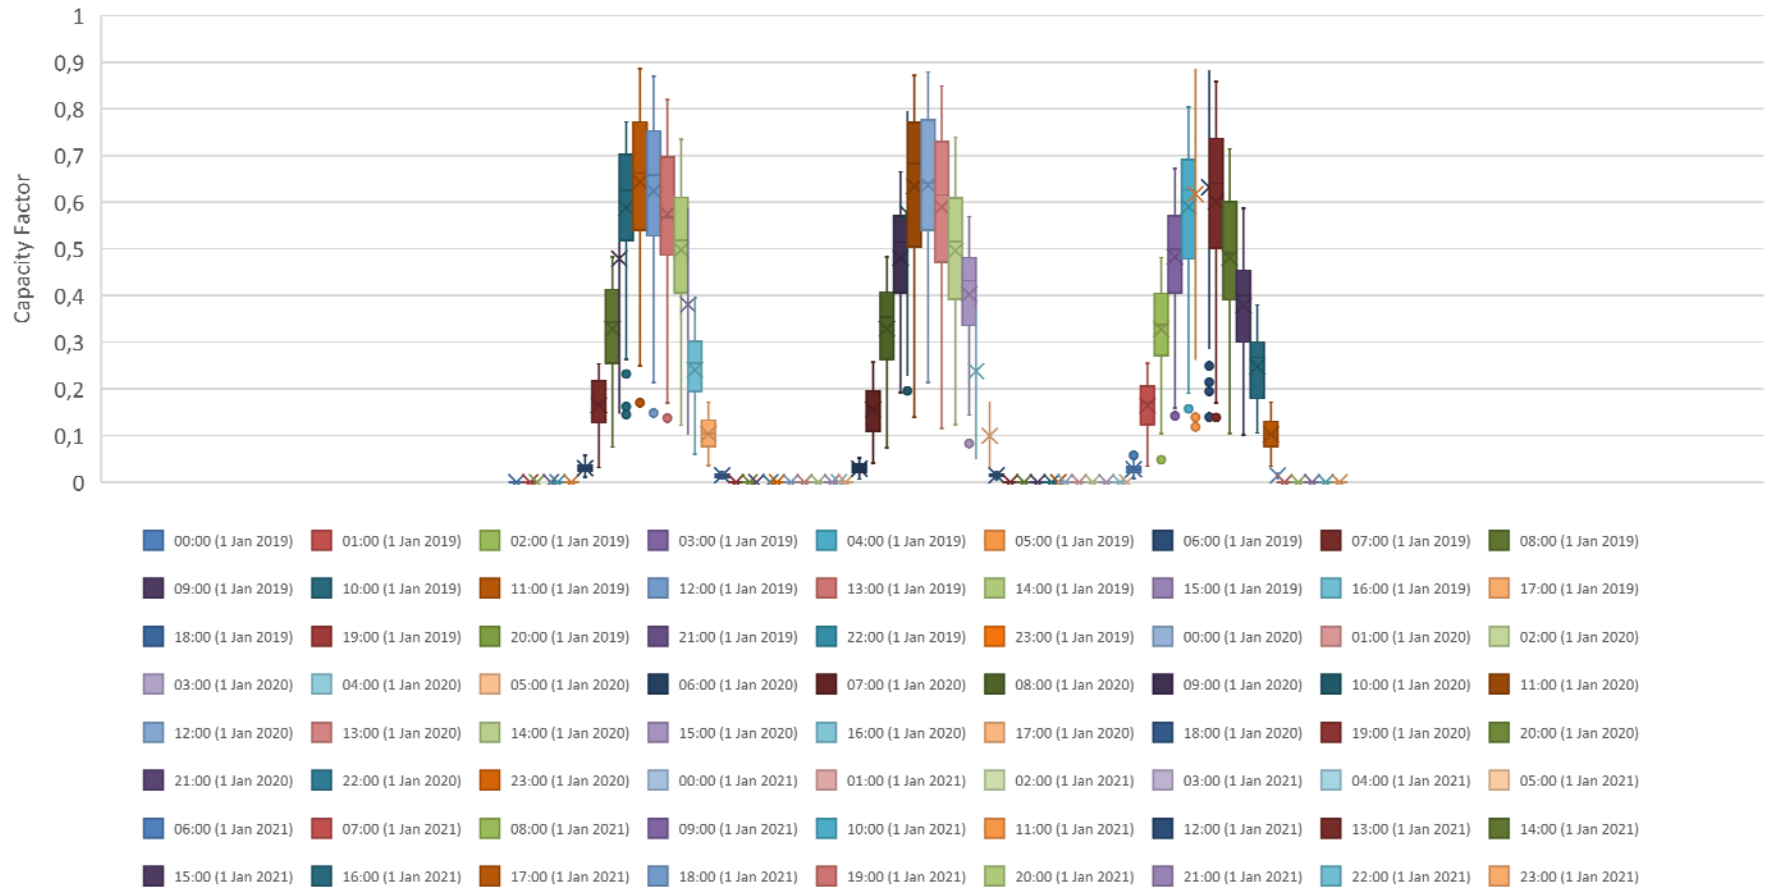 1
0,9
0,8
0,7
0,6
0,5
0,4
0,3
0,2
0,1
0
Capacity Factor
00:00 (1 Jan 2019) 01:00 (1 Jan 2019) 02:00 (1 Jan 2019) 03:00 (1 Jan 2019) 04:00 (1 Jan 2019) 05:00 (1 Jan 2019) 06:00 (1 Jan 2019) 07:00 (1 Jan 2019) 08:00 (1 Jan 2019)
09:00 (1 Jan 2019) 10:00 (1 Jan 2019) 11:00 (1 Jan 2019) 12:00 (1 Jan 2019) 13:00 (1 Jan 2019) 14:00 (1 Jan 2019) 15:00 (1 Jan 2019) 16:00 (1 Jan 2019) 17:00 (1 Jan 2019)
18:00 (1 Jan 2019) 19:00 (1 Jan 2019) 20:00 (1 Jan 2019) 21:00 (1 Jan 2019) 22:00 (1 Jan 2019) 23:00 (1 Jan 2019) 00:00 (1 Jan 2020) 01:00 (1 Jan 2020) 02:00 (1 Jan 2020)
03:00 (1 Jan 2020) 04:00 (1 Jan 2020) 05:00 (1 Jan 2020) 06:00 (1 Jan 2020) 07:00 (1 Jan 2020) 08:00 (1 Jan 2020) 09:00 (1 Jan 2020) 10:00 (1 Jan 2020) 11:00 (1 Jan 2020)
12:00 (1 Jan 2020) 13:00 (1 Jan 2020) 14:00 (1 Jan 2020) 15:00 (1 Jan 2020) 16:00 (1 Jan 2020) 17:00 (1 Jan 2020) 18:00 (1 Jan 2020) 19:00 (1 Jan 2020) 20:00 (1 Jan 2020)
21:00 (1 Jan 2020) 22:00 (1 Jan 2020) 23:00 (1 Jan 2020) 00:00 (1 Jan 2021) 01:00 (1 Jan 2021) 02:00 (1 Jan 2021) 03:00 (1 Jan 2021) 04:00 (1 Jan 2021) 05:00 (1 Jan 2021)
06:00 (1 Jan 2021) 07:00 (1 Jan 2021) 08:00 (1 Jan 2021) 09:00 (1 Jan 2021) 10:00 (1 Jan 2021) 11:00 (1 Jan 2021) 12:00 (1 Jan 2021) 13:00 (1 Jan 2021) 14:00 (1 Jan 2021)
15:00 (1 Jan 2021) 16:00 (1 Jan 2021) 17:00 (1 Jan 2021) 18:00 (1 Jan 2021) 19:00 (1 Jan 2021) 20:00 (1 Jan 2021) 21:00 (1 Jan 2021) 22:00 (1 Jan 2021) 23:00 (1 Jan 2021)